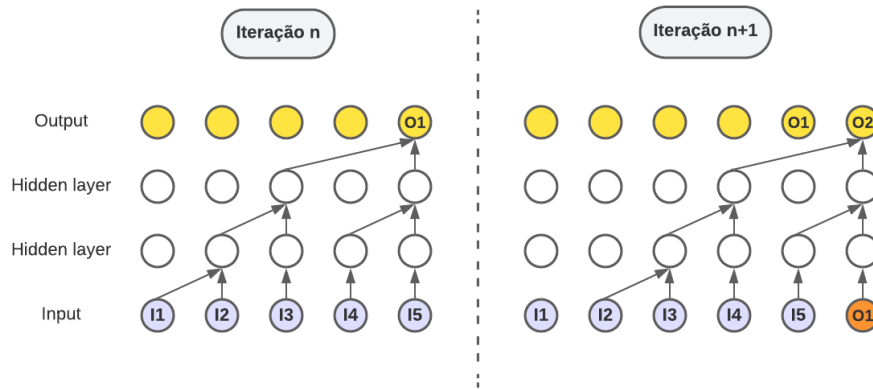 Iteração n
Iteração n+1
Output
O1
O1
O2
Hidden layer
Hidden layer
Input
I1
I2
I3
I4
I5
I1
I2
I3
I4
I5
O1